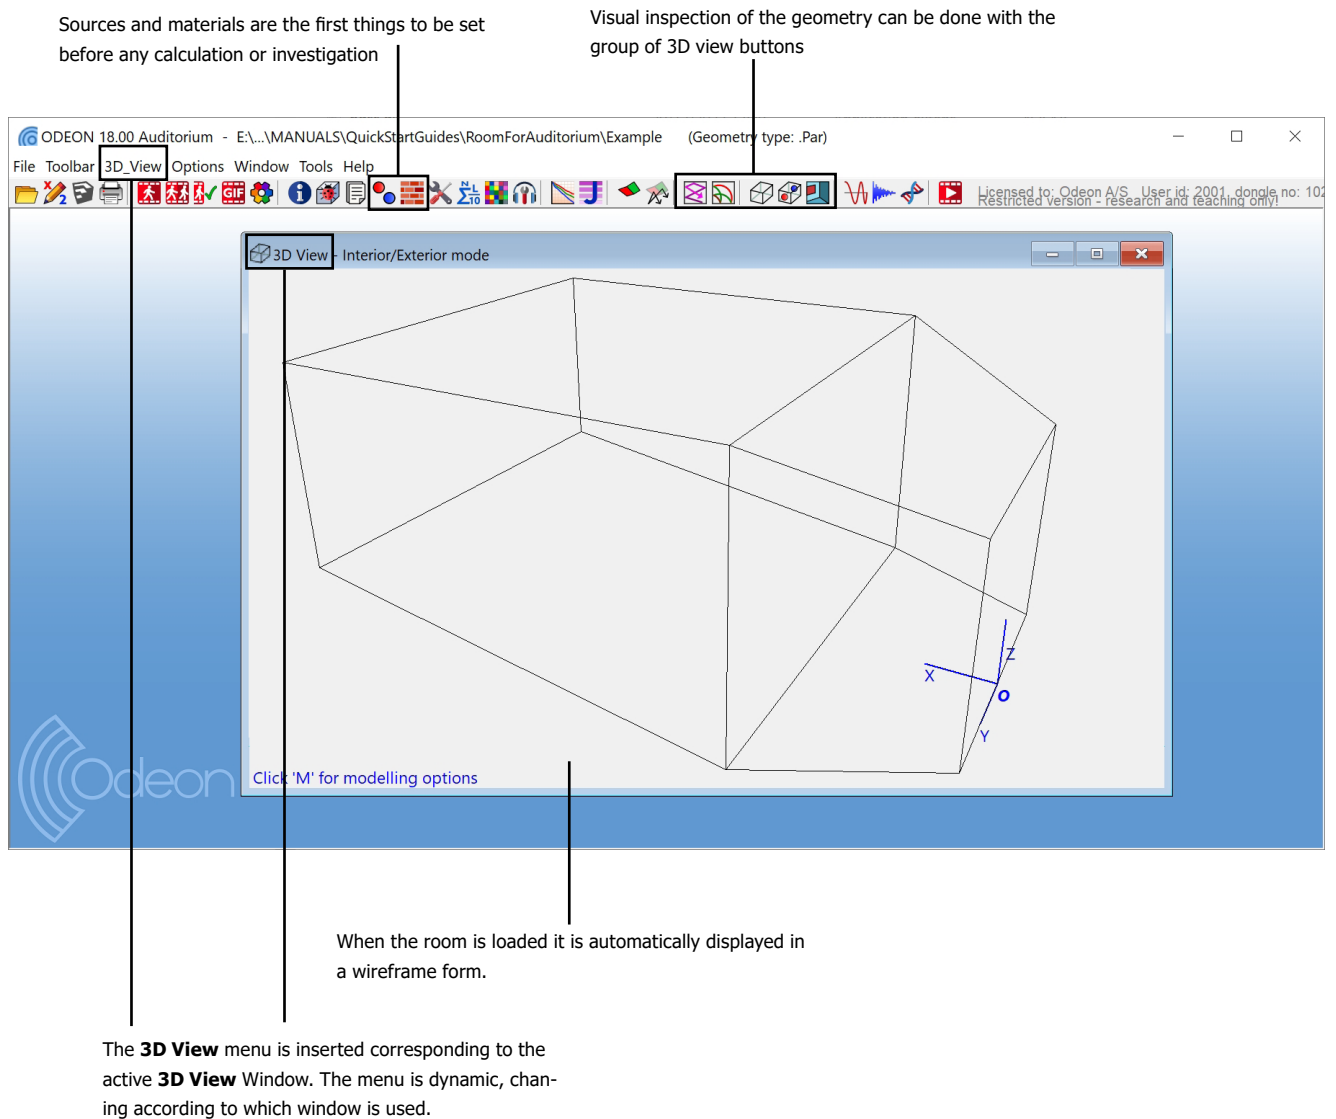 Sources and materials are the first things to be set
before any calculation or investigation
Visual inspection of the geometry can be done with the
group of 3D view buttons
ODEON 18.00 Auditorium - E:\...\MANUALS\QuickStartGuides\RoomForAuditorium\Example (Geometry type: .Par)
File Toolbar 3D_View Options Window Tools Help
Licensed to: Odeon A/S User id: 2001, dongle no: 102
Restricted version - research and teaching only!
3D View - Interior/Exterior mode
Z
X
O
Y
Click 'M' for modelling options
Odeon
When the room is loaded it is automatically displayed in
a wireframe form.
The 3D View menu is inserted corresponding to the
active 3D View Window. The menu is dynamic, chan-
ing according to which window is used.